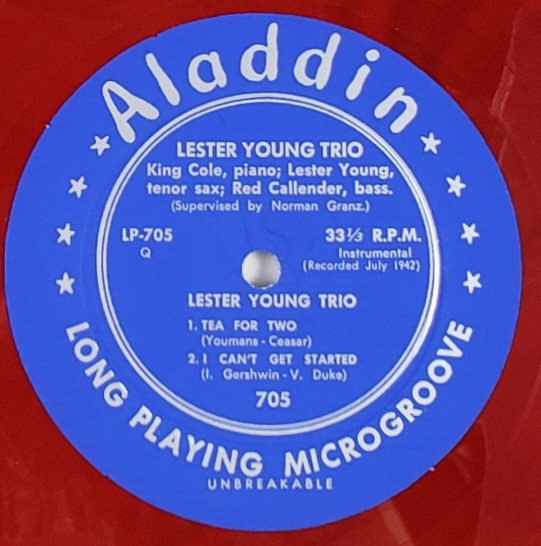 Aladdin
LESTER YOUNG TRIO
King Cole, piano; Lester Young,
tenor sax; Red Callender, bass.
(Supervised by Norman Granz.)
LP-705
Q
33⅓ R.P.M.
Instrumental
(Recorded July 1942)
LESTER YOUNG TRIO
1. TEA FOR TWO
(Youmans - Ceasar)
2. I CAN'T GET STARTED
(I. Gershwin - V. Duke)
705
LONG PLAYING MICROGROOVE
UNBREAKABLE